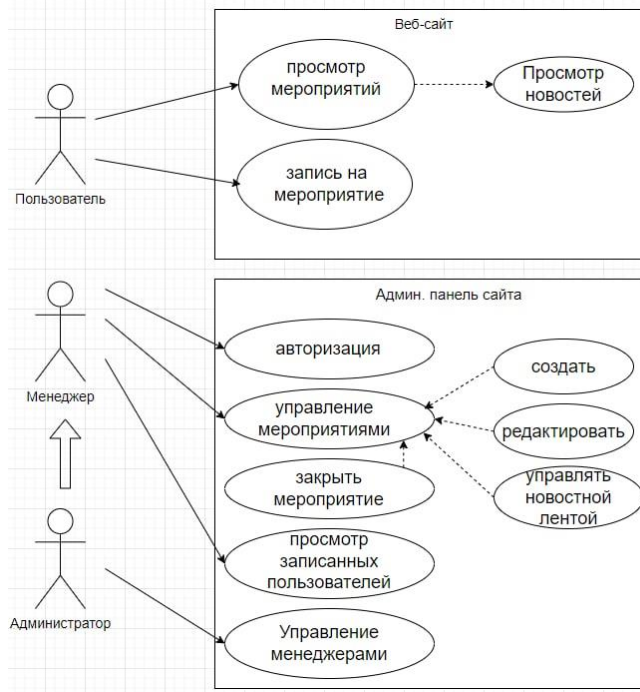 Веб-сайт
просмотр
мероприятий
Просмотр
новостей
запись на
мероприятие
Пользователь
Админ. панель сайта
авторизация
создать
Менеджер
управление
мероприятиями
редактировать
закрыть
мероприятие
управлять
новостной
лентой
просмотр
записанных
пользователей
Администратор
Управление
менеджерами